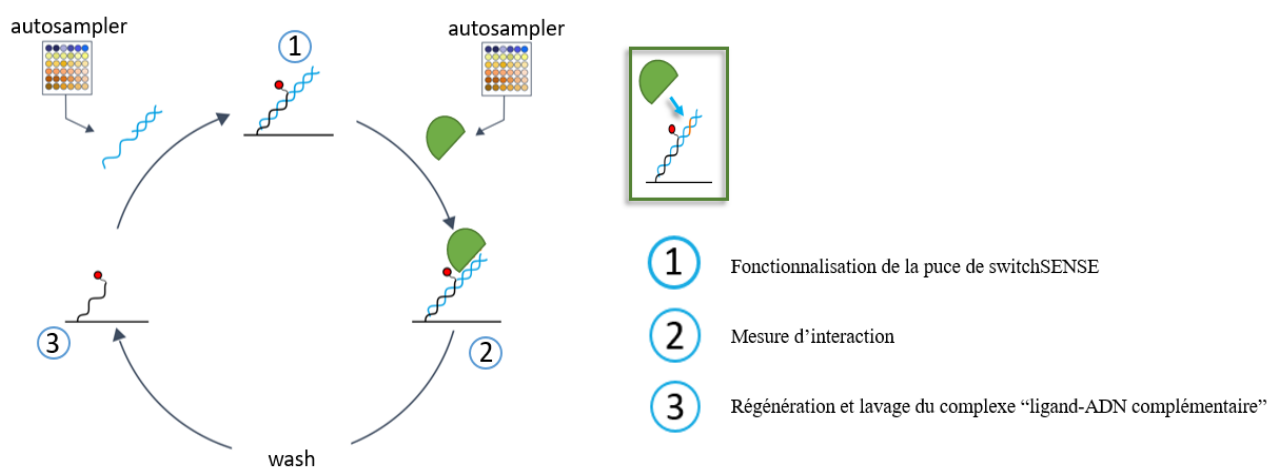 autosampler
autosampler
1
2
3
wash
1 Fonctionnalisation de la puce de switchSENSE
2 Mesure d’interaction
3 Régénération et lavage du complexe “ligand-ADN complémentaire”